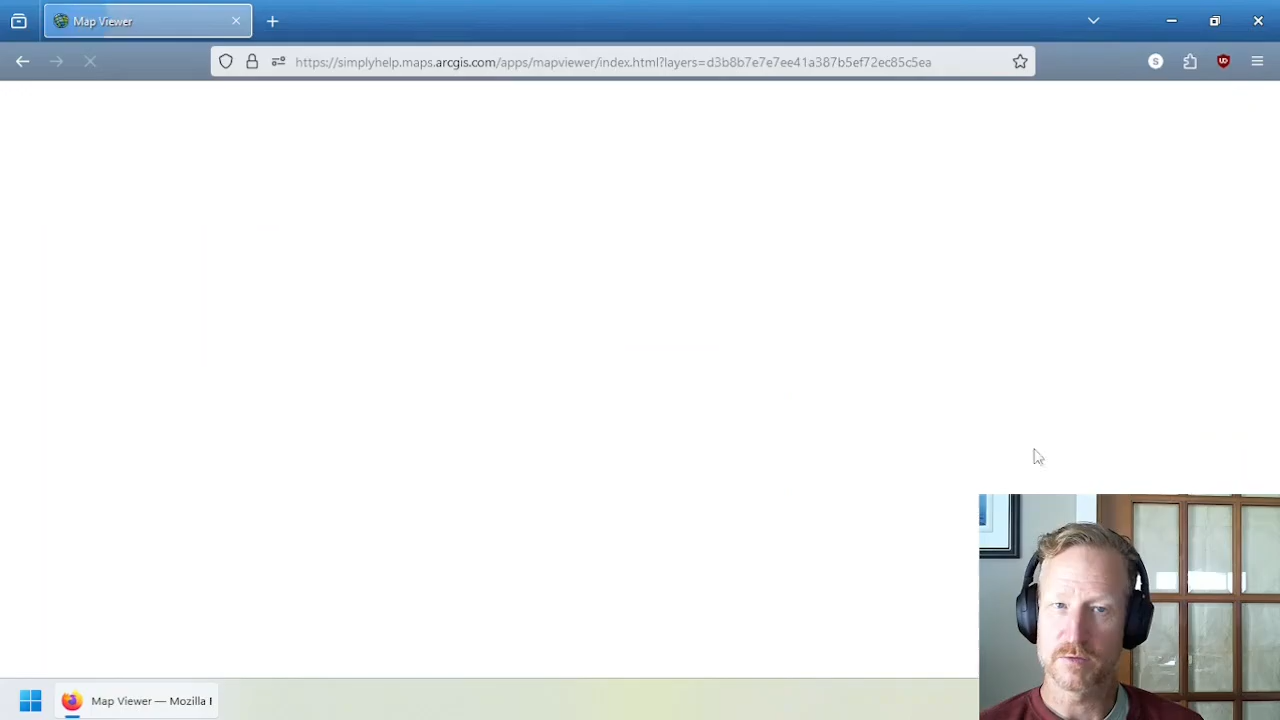 Map Viewer
https://simplyhelp.maps.arcgis.com/apps/mapviewer/index.html?layers=d3b8b7e7e7ee41a387b5ef72ec85c5ea
S
Map Viewer — Mozilla